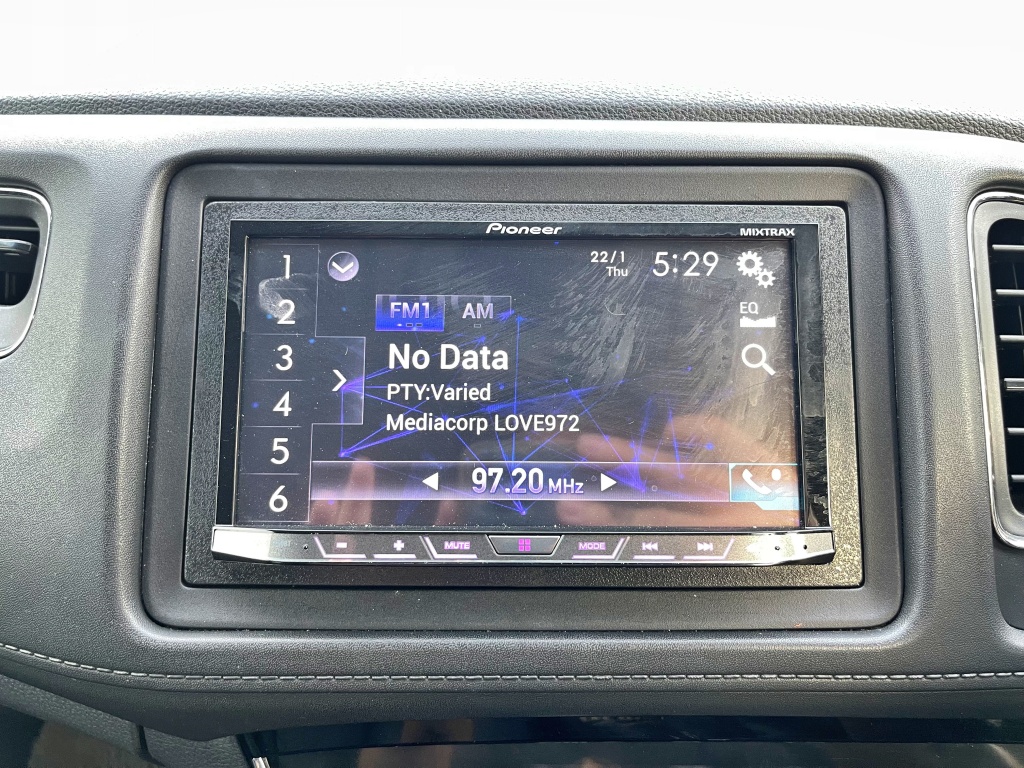 Pioneer
MIXTRAX
22/1
Thu
5:29
1
2
3
4
5
6
FM1
AM
EQ
No Data
PTY:Varied
Mediacorp LOVE972
97.20 MHz
MUTE
MODE